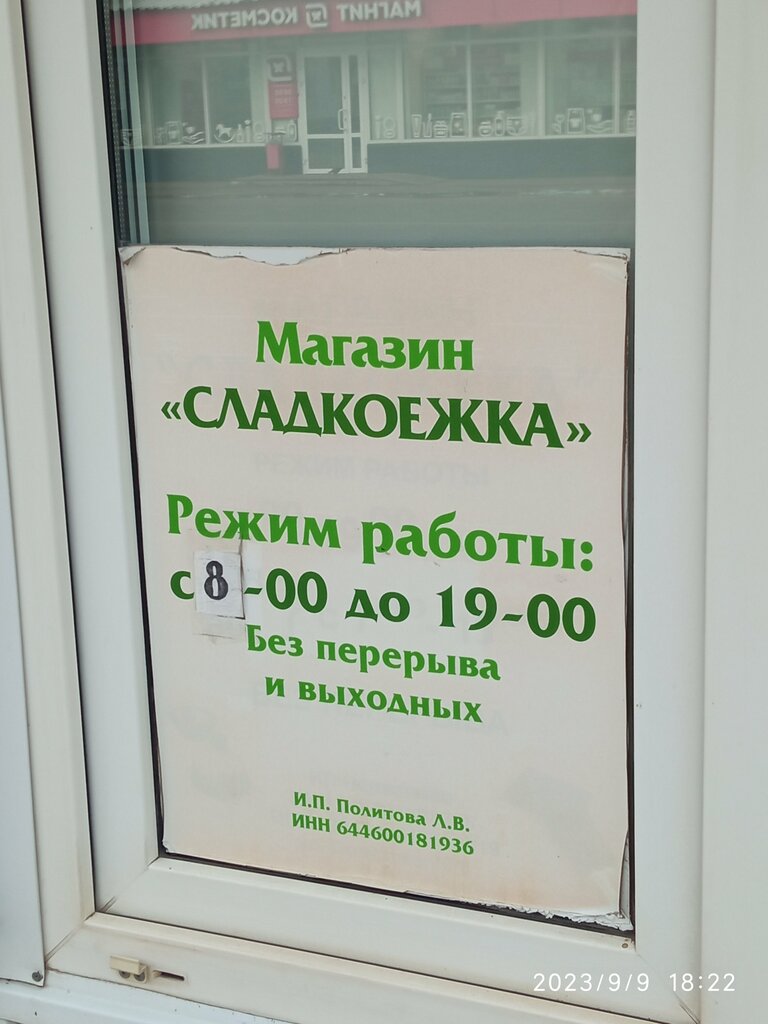 МАГНИТ КОСМЕТИК
Магазин
«СЛАДКОЕЖКА»
Режим работы:
с 8-00 до 19-00
Без перерыва
и выходных
И.П. Политова Л.В.
ИНН 644600181936
2023/9/9 18:22